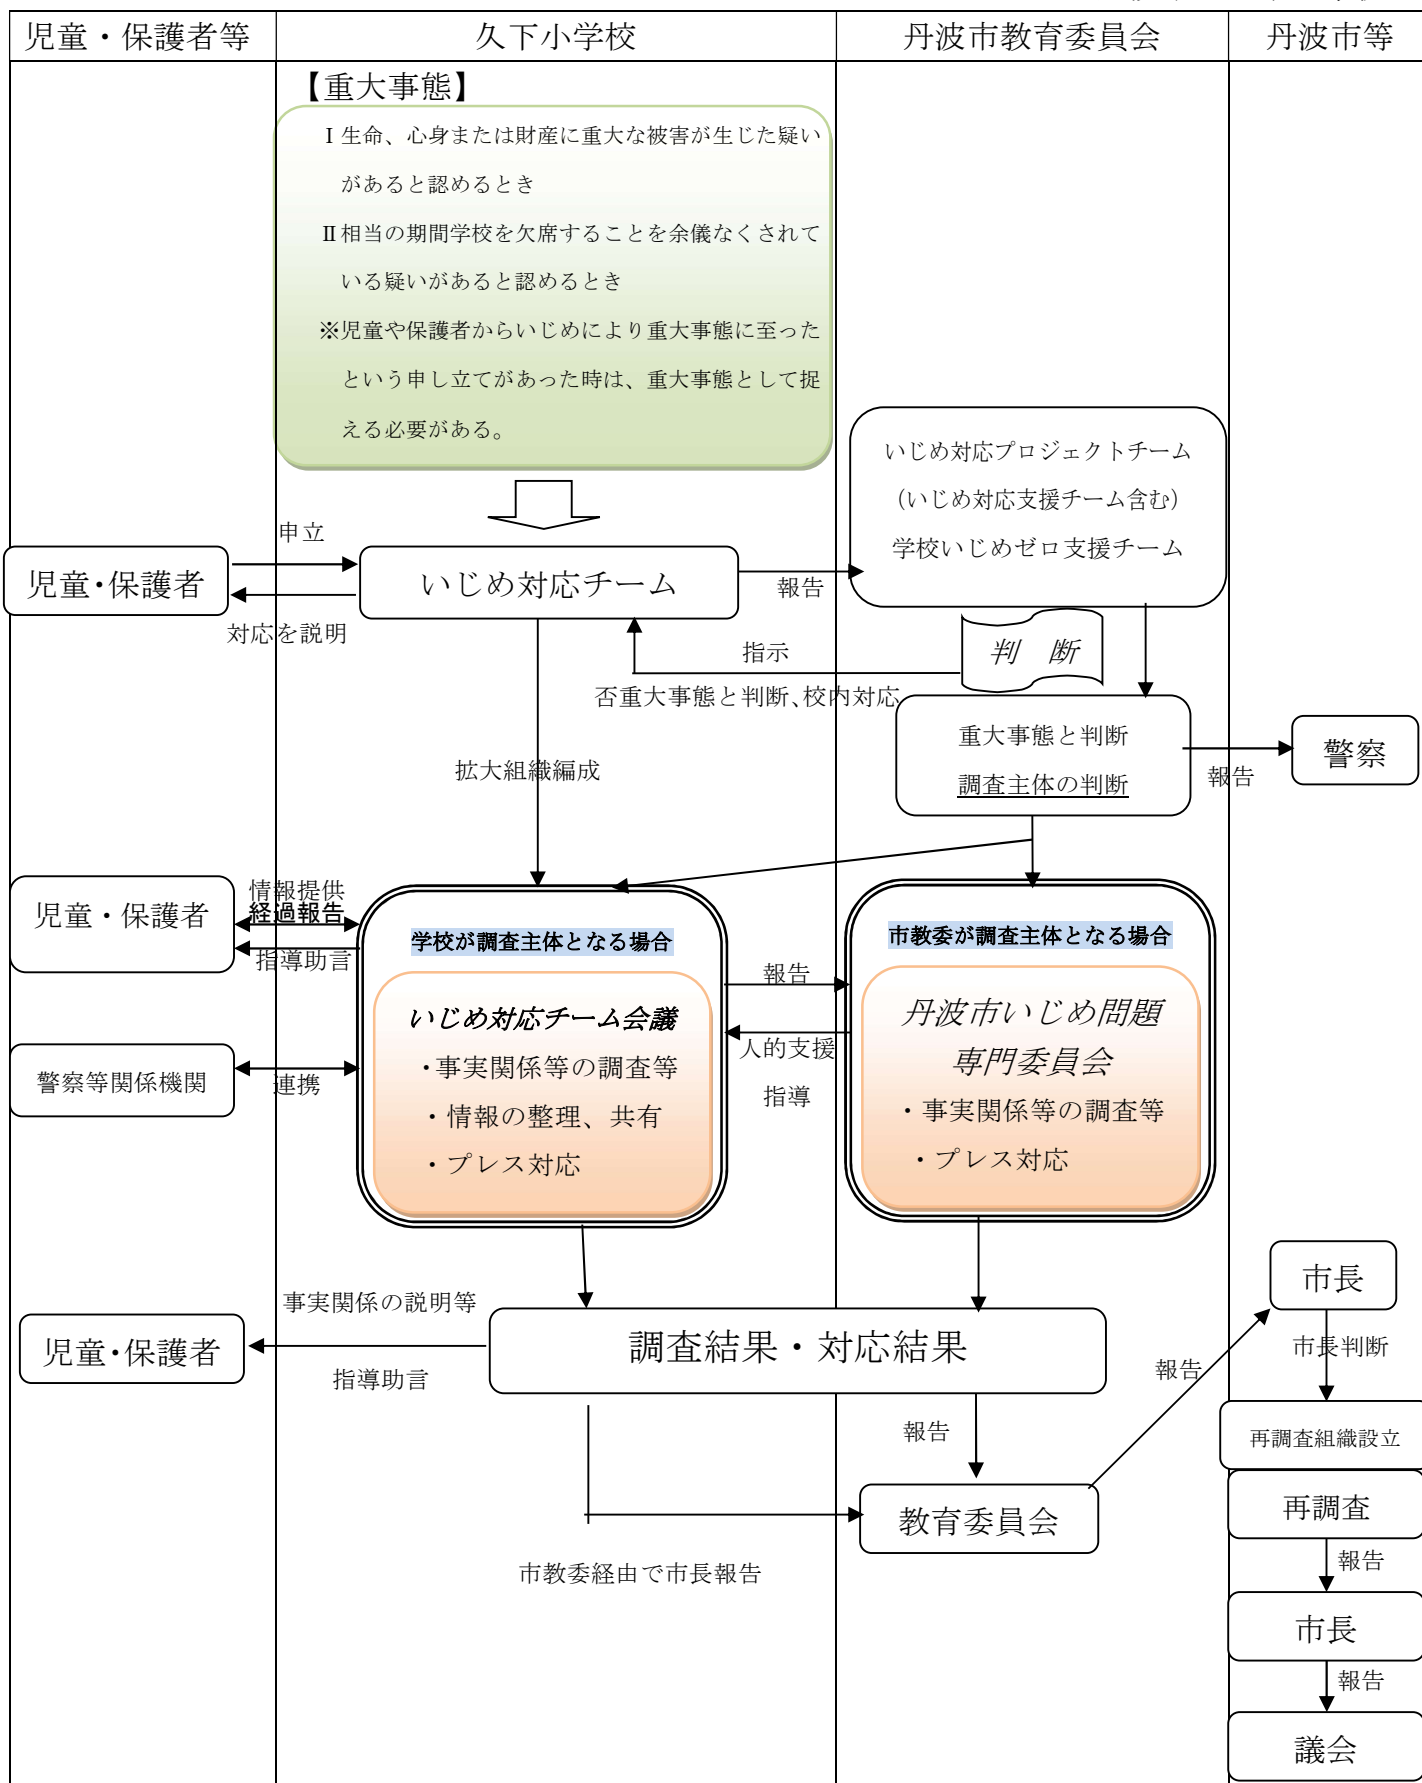 児童・保護者等
久下小学校
丹波市教育委員会
丹波市等
【重大事態】
Ⅰ生命、心身または財産に重大な被害が生じた疑い
があると認めるとき
Ⅱ相当の期間学校を欠席することを余儀なくされて
いる疑いがあると認めるとき
※児童や保護者からいじめにより重大事態に至った
という申し立てがあった時は、重大事態として捉
える必要がある。
いじめ対応プロジェクトチーム
（いじめ対応支援チーム含む）
学校いじめゼロ支援チーム
申立
児童・保護者
いじめ対応チーム
報告
対応を説明
指示
判 断
否重大事態と判断、校内対応
重大事態と判断
調査主体の判断
報告
警察
拡大組織編成
児童・保護者
情報提供
経過報告
指導助言
学校が調査主体となる場合
いじめ対応チーム会議
・事実関係等の調査等
・情報の整理、共有
・プレス対応
報告
人的支援
指導
市教委が調査主体となる場合
丹波市いじめ問題
専門委員会
・事実関係等の調査等
・プレス対応
警察等関係機関
連携
市長
市長判断
事実関係の説明等
児童・保護者
指導助言
調査結果・対応結果
報告
報告
再調査組織設立
再調査
教育委員会
報告
市教委経由で市長報告
市長
報告
議会